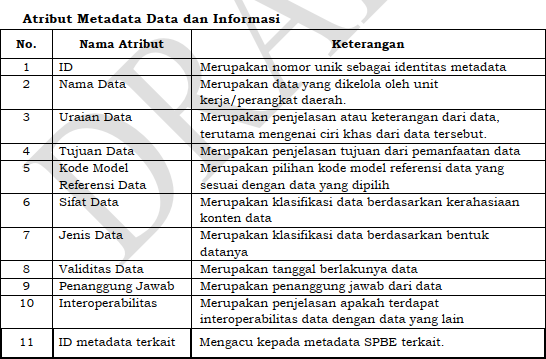 Atribut Metadata Data dan Informasi
No. Nama Atribut Keterangan
1 ID Merupakan nomor unik sebagai identitas metadata
2 Nama Data Merupakan data yang dikelola oleh unit
kerja/perangkat daerah.
3 Uraian Data Merupakan penjelasan atau keterangan dari data,
terutama mengenai ciri khas dari data tersebut.
4 Tujuan Data Merupakan penjelasan tujuan dari pemanfaatan data
5 Kode Model Merupakan pilihan kode model referensi data yang
Referensi Data sesuai dengan data yang dipilih
6 Sifat Data Merupakan klasifikasi data berdasarkan kerahasiaan
konten data
7 Jenis Data Merupakan klasifikasi data berdasarkan bentuk
datanya
8 Validitas Data Merupakan tanggal berlakunya data
9 Penanggung Jawab Merupakan penanggung jawab dari data
10 Interoperabilitas Merupakan penjelasan apakah terdapat
interoperabilitas data dengan data yang lain
11 ID metadata terkait Mengacu kepada metadata SPBE terkait.